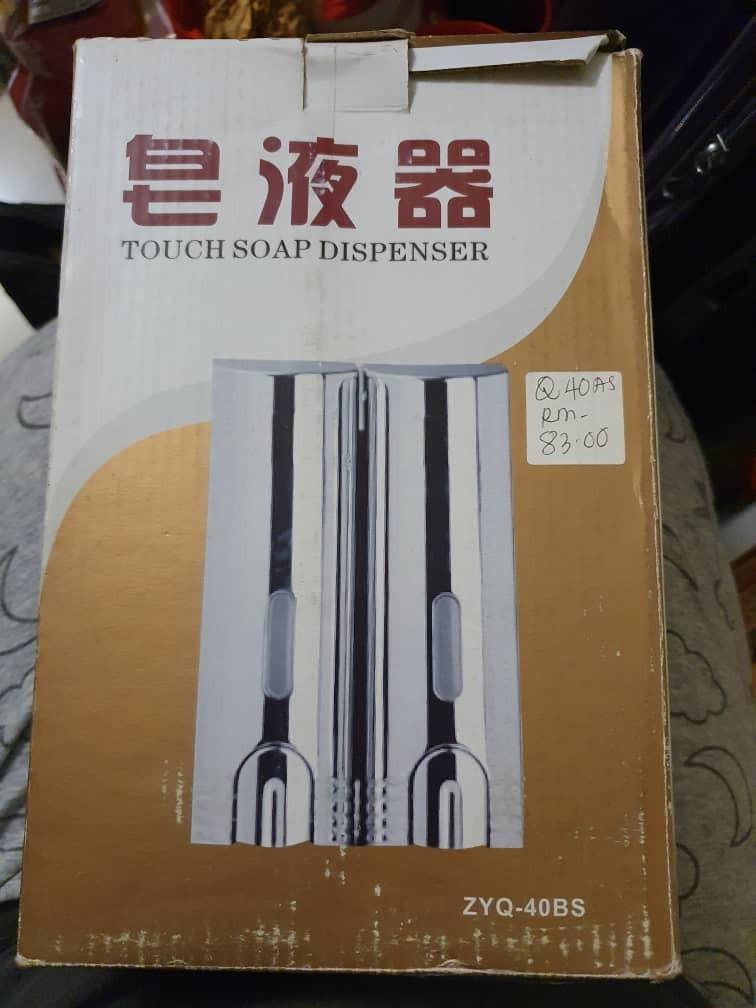 皂液器
TOUCH SOAP DISPENSER
Q40AS
RM-
83.00
ZYQ-40BS